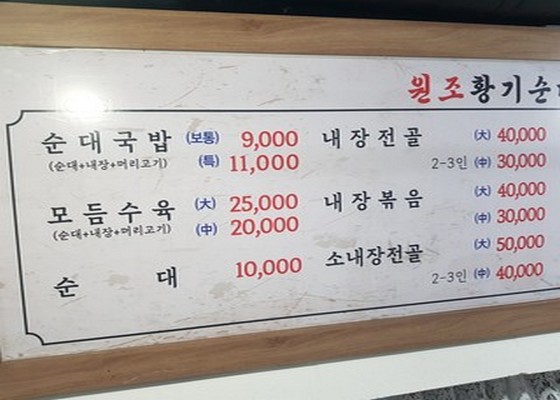 원조황기순
순대국밥 (보통) 9,000
(순대+내장+머리고기) (특) 11,000
모듬수육 (大) 25,000
(순대+내장+머리고기) (中) 20,000
순대 10,000
내장전골 (大) 40,000
2-3인 (中) 30,000
내장볶음 (大) 40,000
(中) 30,000
소내장전골 (大) 50,000
2-3인 (中) 40,000